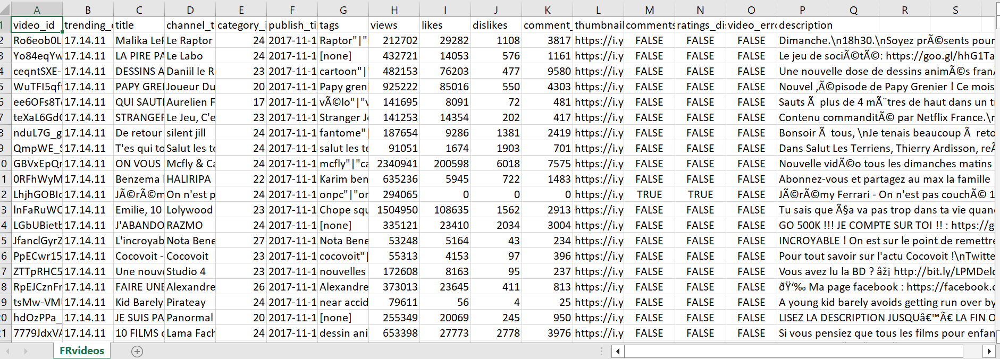 A B C D E F G H I J K L M N O P Q R S
1 video_id trending_ title channel_ti category_i publish_ti tags views likes dislikes comment_ thumbnail comments ratings_dis video_erro description
2 Ro6eob0L 17.14.11 Malika LeF Le Raptor 24 2017-11-1 Raptor"|" 212702 29282 1108 3817 https://i.y FALSE FALSE FALSE Dimanche.\n18h30.\nSoyez prÃ©sents pour
3 Yo84eqYw 17.14.11 LA PIRE PA Le Labo 24 2017-11-1 [none] 432721 14053 576 1161 https://i.y FALSE FALSE FALSE Le jeu de sociÃ©tÃ©: https://goo.gl/hhG1Ta
4 ceqntSXE- 17.14.11 DESSINS A Daniil le R 23 2017-11-1 cartoon"|" 482153 76203 477 9580 https://i.y FALSE FALSE FALSE Une nouvelle dose de dessins animÃ©s franÃ
5 WuTFI5qft 17.14.11 PAPY GREI Joueur Du 20 2017-11-1 Papy greni 925222 85016 550 4303 https://i.y FALSE FALSE FALSE Nouvel ,Ã©pisode de Papy Grenier ! Ce mois
6 ee6OFs8T 17.14.11 QUI SAUTE Aurelien F 17 2017-11-1 vÃ©lo"|"v 141695 8091 72 481 https://i.y FALSE FALSE FALSE Sauts Ã  plus de 4 mÃ¨tres de haut dans un tr
7 teXaL6Gd 17.14.11 STRANGER Le Jeu, C'e 23 2017-11-1 Stranger 141253 14354 202 417 https://i.y FALSE FALSE FALSE Contenu commanditÃ© par Netflix France.\n
8 nduL7G_g 17.14.11 De retour silent jill 24 2017-11-1 fantome"| 187654 9286 1381 2419 https://i.y FALSE FALSE FALSE Bonsoir Ã  tous, \nJe tenais beaucoup Ã  reto
9 QmpWE_S 17.14.11 T'es qui to Salut les te 24 2017-11-1 salut les te 91051 1674 1903 701 https://i.y FALSE FALSE FALSE Dans Salut Les Terriens, Thierry Ardisson, reÃ
0 GBVxEpQr 17.14.11 ON VOUS Mcfly & Ca 24 2017-11-1 mcfly"|"ca 2340941 200598 6018 7575 https://i.y FALSE FALSE FALSE Nouvelle vidÃ©o tous les dimanches matins
1 0RFhWyM 17.14.11 Benzema HALIRIPA 22 2017-11-1 Karim ben 635236 5945 722 1483 https://i.y FALSE FALSE FALSE Abonnez-vous et partagez au max la famille
2 LhjhGOBIc 17.14.11 JÃ©rÃ©m On n'est p 24 2017-11-1 onpc"|"or 294065 0 0 0 https://i.y TRUE TRUE FALSE JÃ©rÃ©my Ferrari - On n'est pas couchÃ© 1
3 lnFaRuWC 17.14.11 Emilie, 10 Lolywood 23 2017-11-1 Chope squ 1504950 108635 1562 2913 https://i.y FALSE FALSE FALSE Tu sais que Ã§a va pas trop dans ta vie quan
4 LGbUBietb 17.14.11 J'ABANDO RAZMO 24 2017-11-1 [none] 335121 23410 2034 3004 https://i.y FALSE FALSE FALSE GO 500K !!! JE COMPTE SUR TOI !! : https://g
5 JfanclGyrZ 17.14.11 L'incroyab Nota Bene 27 2017-11-1 Nota Bene 53248 5164 43 234 https://i.y FALSE FALSE FALSE INCROYABLE ! On est sur le point de remettre
6 PpECwr15 17.14.11 Cocovoit - Cocovoit 23 2017-11-1 cocovoit"| 55313 4153 97 396 https://i.y FALSE FALSE FALSE Pour tout savoir sur l'actu Cocovoit !\nTwitte
7 ZTTpRHC5 17.14.11 Une nouve Studio 4 23 2017-11-1 nouvelles 172608 8163 95 237 https://i.y FALSE FALSE FALSE Vous avez lu la BD ? âž¡ http://bit.ly/LPMDelc
8 RpEJCznFr 17.14.11 FAIRE UNE Alexandre 26 2017-11-1 Alexandre 373013 23645 411 813 https://i.y FALSE FALSE FALSE ðŸ‘‰ Ma page facebook : https://facebook.c
9 tsMw-VM 17.14.11 Kid Barely Pirateay 24 2017-11-1 near accid 79611 56 4 25 https://i.y FALSE FALSE FALSE A young kid barely avoids getting run over by
0 hdOzPPa_ 17.14.11 JE SUIS PA Panormal 20 2017-11-1 [none] 255349 20069 245 950 https://i.y FALSE FALSE FALSE LISEZ LA DESCRIPTION JUSQUâ€™Ã€ LA FIN O
1 7779JdxVA 17.14.11 10 FILMS Lama Fach 24 2017-11-1 dessin ani 653398 27773 2778 3976 https://i.y FALSE FALSE FALSE Si vous pensiez que tous les films pour enfan
FRvideos